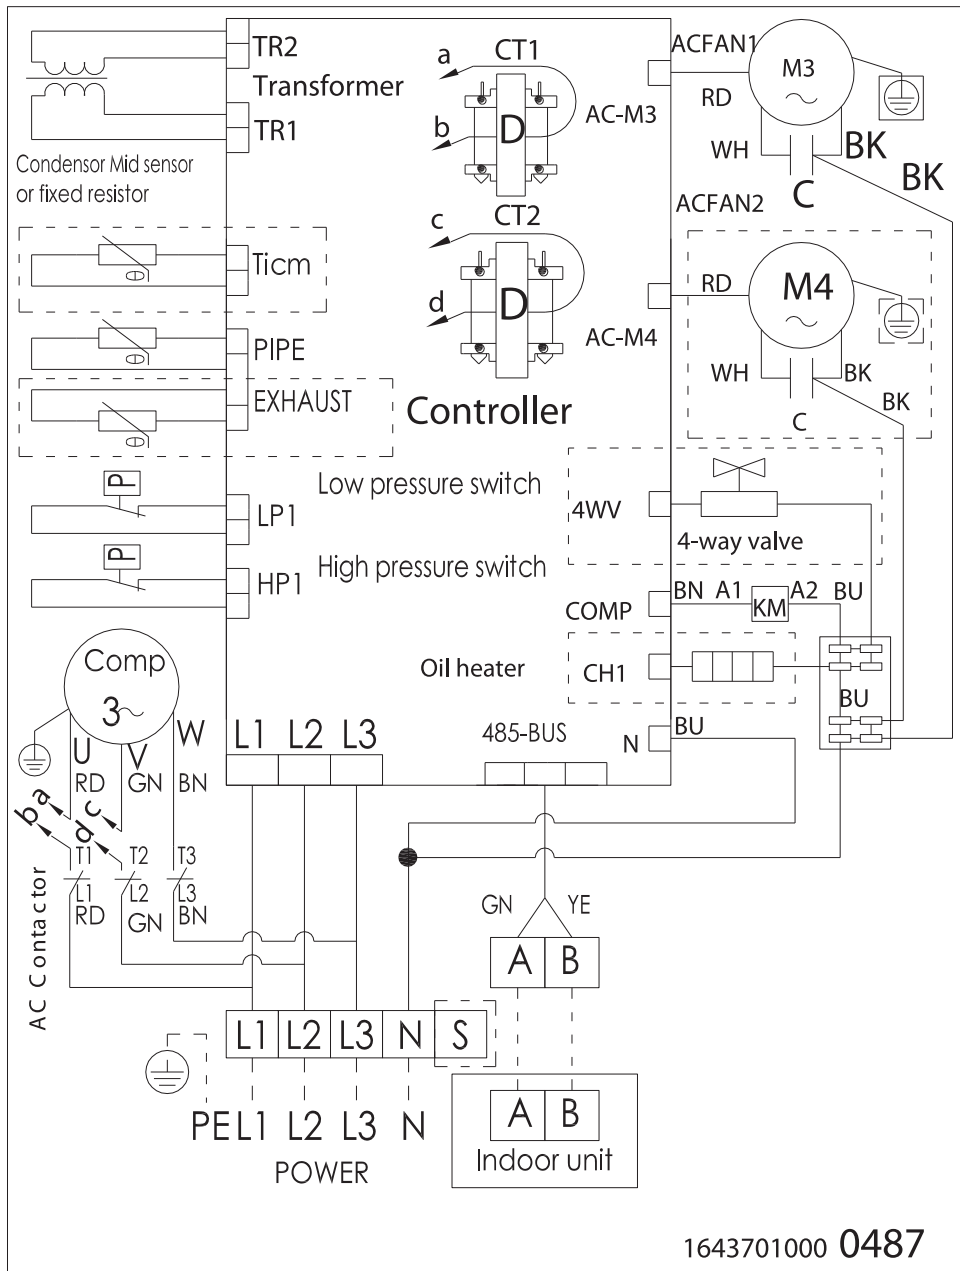 TR2
Transformer
TR1
Condensor Mid sensor
or fixed resistor
Ticm
PIPE
EXHAUST
P
LP1
P
HP1
CT1
a
b
D
CT2
c
d
D
Controller
Low pressure switch
High pressure switch
Oil heater
485-BUS
L1 L2 L3
ACFAN1
M3
RD
AC-M3
WH
BK
BK
C
ACFAN2
M4
RD
AC-M4
WH
BK
BK
C
4WV
4-way valve
BN A1 KM A2 BU
COMP
CH1
BU
N
BU
Comp
3
U V W
RD GN BN
a
b
c
d
T1 T2 T3
L1 L2 L3
RD GN BN
AC Contactor
GN YE
A B
L1 L2 L3 N S
PE L1 L2 L3 N
POWER
A B
Indoor unit
1643701000 0487